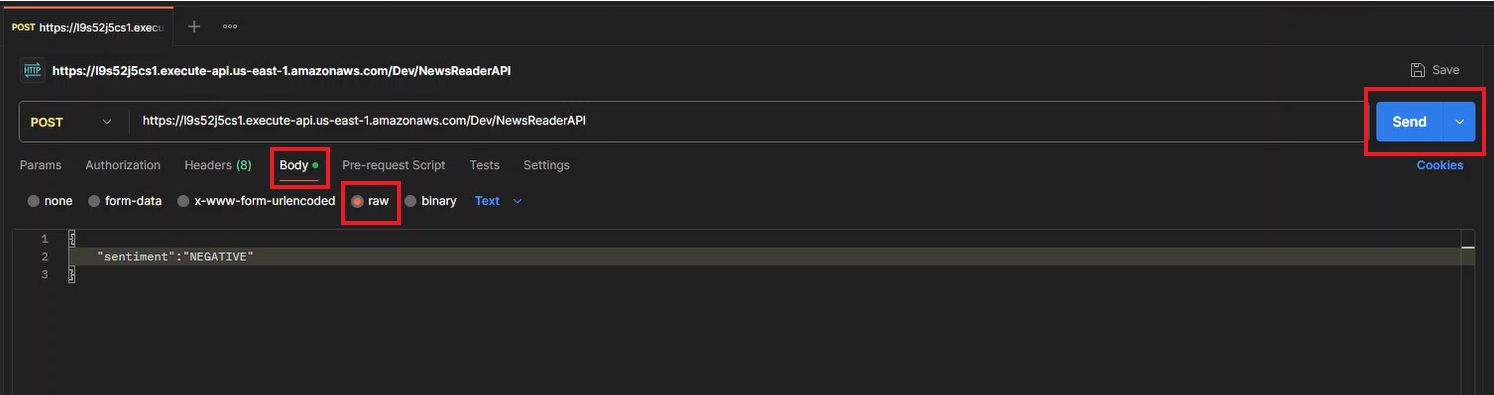 POST https://l9s52j5cs1.execu
HTTP https://l9s52j5cs1.execute-api.us-east-1.amazonaws.com/Dev/NewsReaderAPI Save
POST https://l9s52j5cs1.execute-api.us-east-1.amazonaws.com/Dev/NewsReaderAPI Send
Params Authorization Headers (8) Body Pre-request Script Tests Settings Cookies
none form-data x-www-form-urlencoded raw binary Text
1 {
2 "sentiment":"NEGATIVE"
3 }